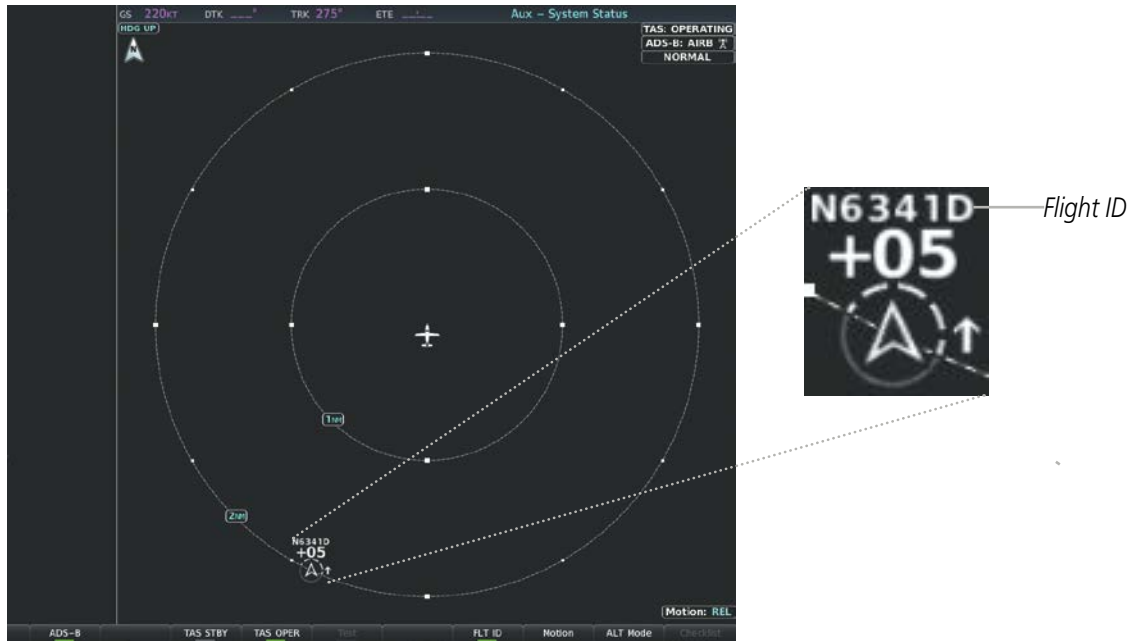 GS 220KT DTK ___° TRK 275° ETE __:__ Aux – System Status
HDG UP
N
TAS: OPERATING
ADS-B: AIRB
NORMAL
1NM
2NM
N6341D
+05
N6341D
+05
Flight ID
Motion: REL
ADS-B TAS STBY TAS OPER Test FLT ID Motion ALT Mode Checklist